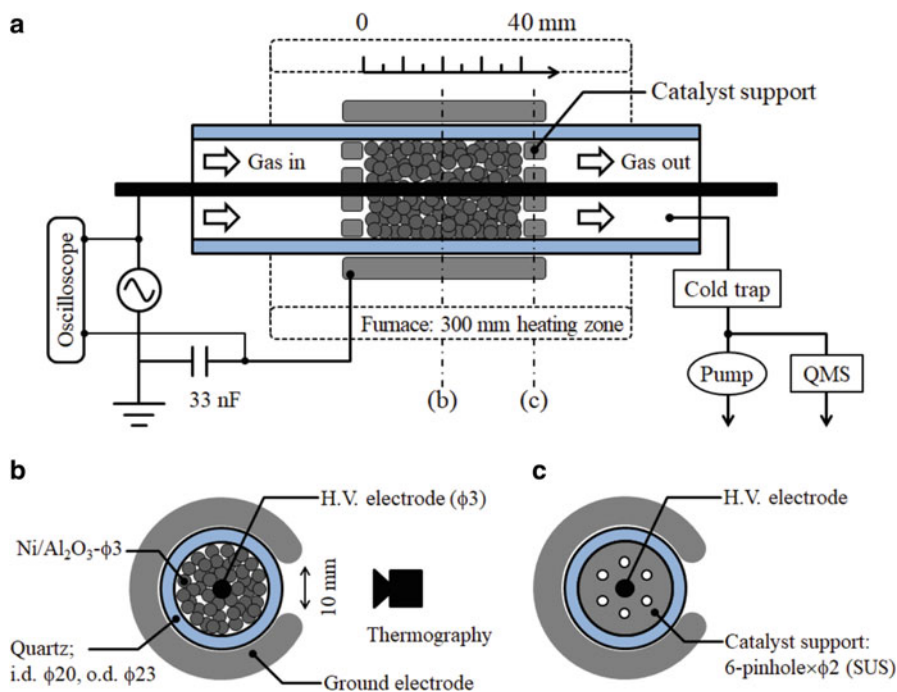 a
0 40 mm
Catalyst support
Gas in
Gas out
Oscilloscope
Cold trap
Furnace: 300 mm heating zone
Pump
QMS
33 nF
(b)
(c)
b
H.V. electrode (ϕ3)
Ni/Al₂O₃-ϕ3
10 mm
Thermography
Quartz;
i.d. ϕ20, o.d. ϕ23
Ground electrode
c
H.V. electrode
Catalyst support:
6-pinhole×ϕ2 (SUS)